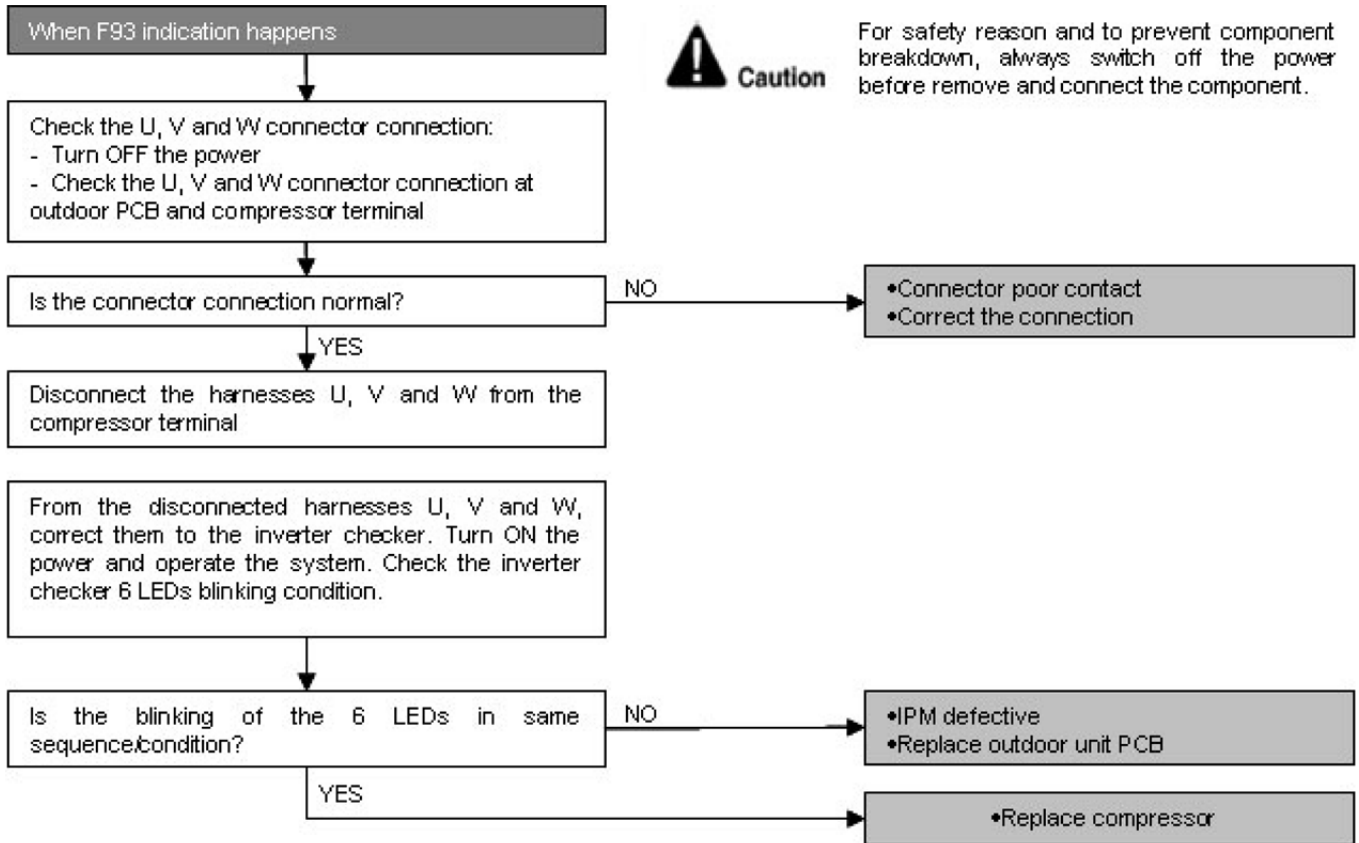 When F93 indication happens
Caution
For safety reason and to prevent component
breakdown, always switch off the power
before remove and connect the component.
Check the U, V and W connector connection:
- Turn OFF the power
- Check the U, V and W connector connection at
outdoor PCB and compressor terminal
Is the connector connection normal?
NO
•Connector poor contact
•Correct the connection
YES
Disconnect the harnesses U, V and W from the
compressor terminal
From the disconnected harnesses U, V and W,
correct them to the inverter checker. Turn ON the
power and operate the system. Check the inverter
checker 6 LEDs blinking condition.
Is the blinking of the 6 LEDs in same
sequence/condition?
NO
•IPM defective
•Replace outdoor unit PCB
YES
•Replace compressor